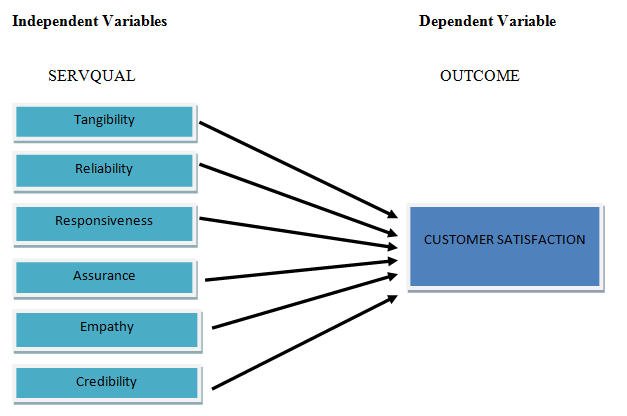 Independent Variables
Dependent Variable
SERVQUAL
OUTCOME
Tangibility
Reliability
Responsiveness
Assurance
Empathy
Credibility
CUSTOMER SATISFACTION